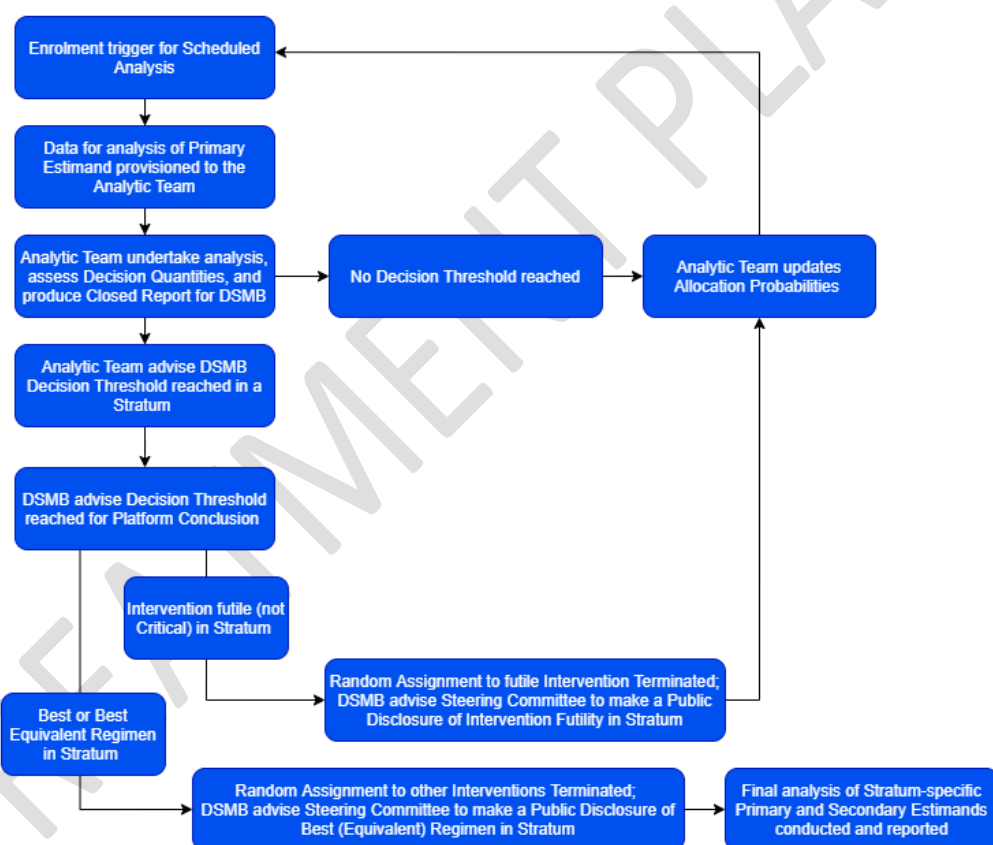 Enrolment trigger for Scheduled
Analysis
Data for analysis of Primary
Estimand provisioned to the
Analytic Team
Analytic Team undertake analysis,
assess Decision Quantities, and
produce Closed Report for DSMB
No Decision Threshold reached
Analytic Team updates
Allocation Probabilities
Analytic Team advise DSMB
Decision Threshold reached in a
Stratum
DSMB advise Decision Threshold
reached for Platform Conclusion
Intervention futile (not
Critical) in Stratum
Random Assignment to futile Intervention Terminated;
DSMB advise Steering Committee to make a Public
Disclosure of Intervention Futility in Stratum
Best or Best
Equivalent Regimen
in Stratum
Random Assignment to other Interventions Terminated;
DSMB advise Steering Committee to make a Public Disclosure of
Best (Equivalent) Regimen in Stratum
Final analysis of Stratum-specific
Primary and Secondary Estimands
conducted and reported